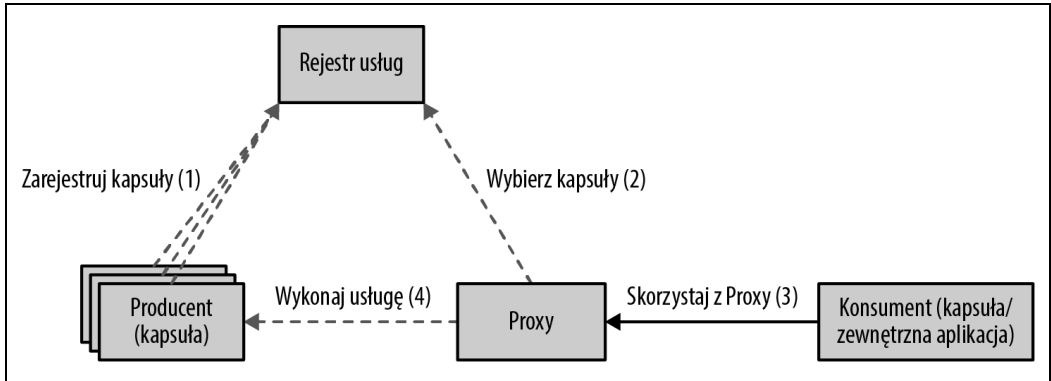 Rejestr usług
Zarejestruj kapsuły (1)
Wybierz kapsuły (2)
Producent
(kapsuła)
Wykonaj usługę (4)
Proxy
Skorzystaj z Proxy (3)
Konsument (kapsuła/
zewnętrzna aplikacja)